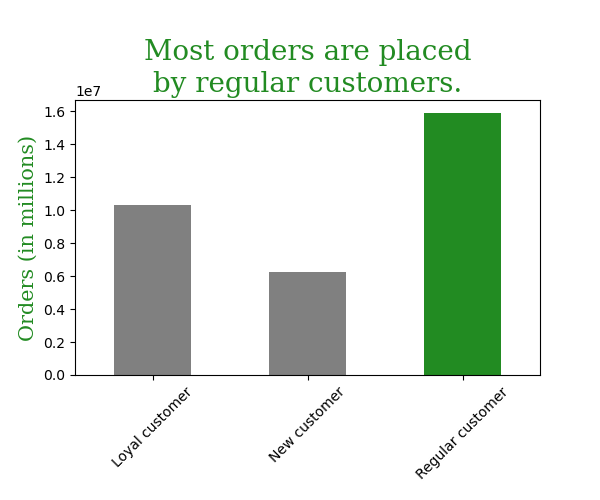 Most orders are placed
by regular customers.
1e7
Orders (in millions)
1.6
1.4
1.2
1.0
0.8
0.6
0.4
0.2
0.0
Loyal customer
New customer
Regular customer